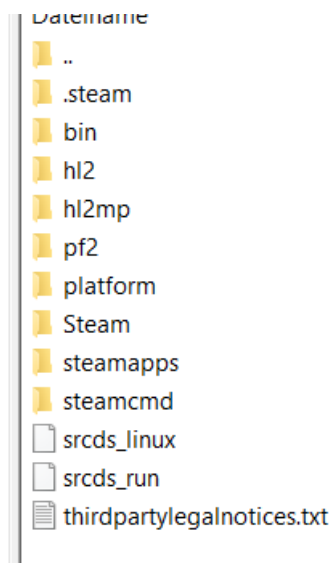 Dateiname
..
.steam
bin
hl2
hl2mp
pf2
platform
Steam
steamapps
steamcmd
srcds_linux
srcds_run
thirdpartylegalnotices.txt